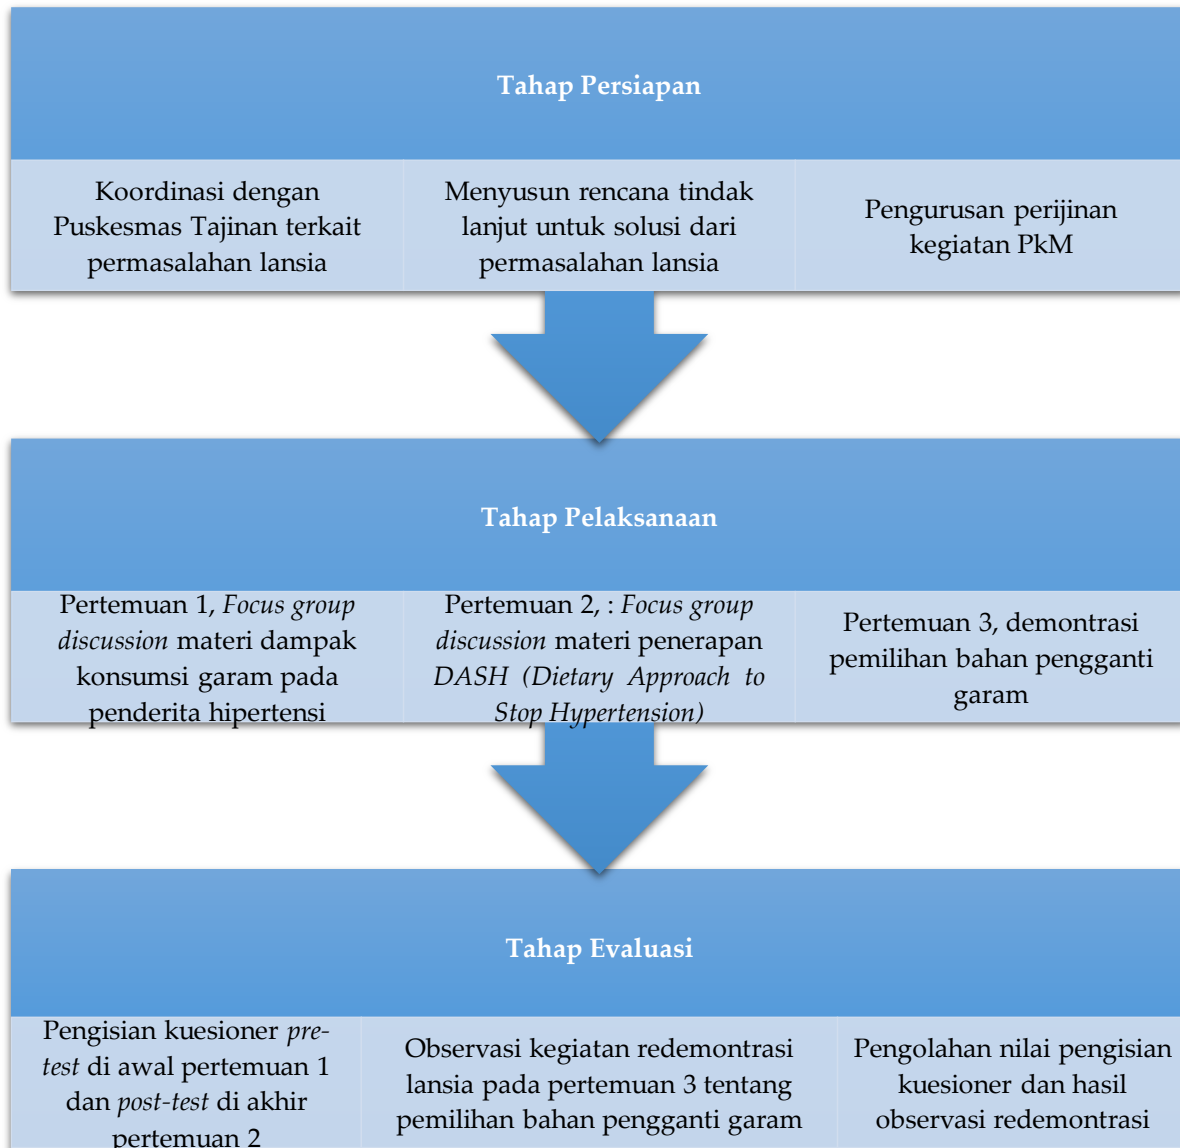 Tahap Persiapan
Koordinasi dengan
Puskesmas Tajinan terkait
permasalahan lansia
Menyusun rencana tindak
lanjut untuk solusi dari
permasalahan lansia
Pengurusan perijinan
kegiatan PkM
Tahap Pelaksanaan
Pertemuan 1, Focus group
discussion materi dampak
konsumsi garam pada
penderita hipertensi
Pertemuan 2, : Focus group
discussion materi penerapan
DASH (Dietary Approach to
Stop Hypertension)
Pertemuan 3, demontrasi
pemilihan bahan pengganti
garam
Tahap Evaluasi
Pengisian kuesioner pre-
test di awal pertemuan 1
dan post-test di akhir
pertemuan 2
Observasi kegiatan redemontrasi
lansia pada pertemuan 3 tentang
pemilihan bahan pengganti garam
Pengolahan nilai pengisian
kuesioner dan hasil
observasi redemontrasi